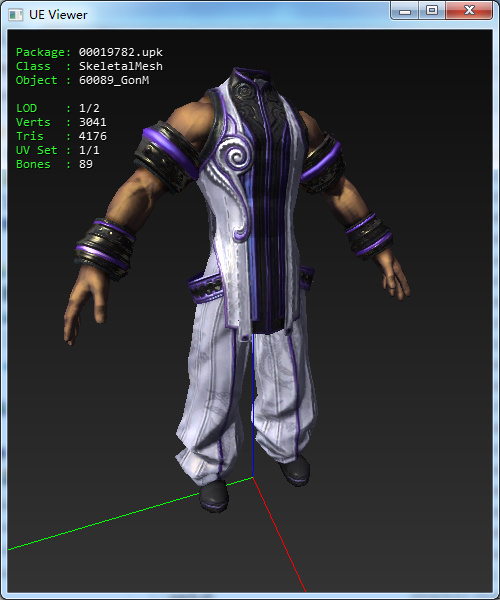 UE Viewer
Package: 00019782.upk
Class  : SkeletalMesh
Object : 60089_GonM
LOD    : 1/2
Verts  : 3041
Tris   : 4176
UV Set : 1/1
Bones  : 89